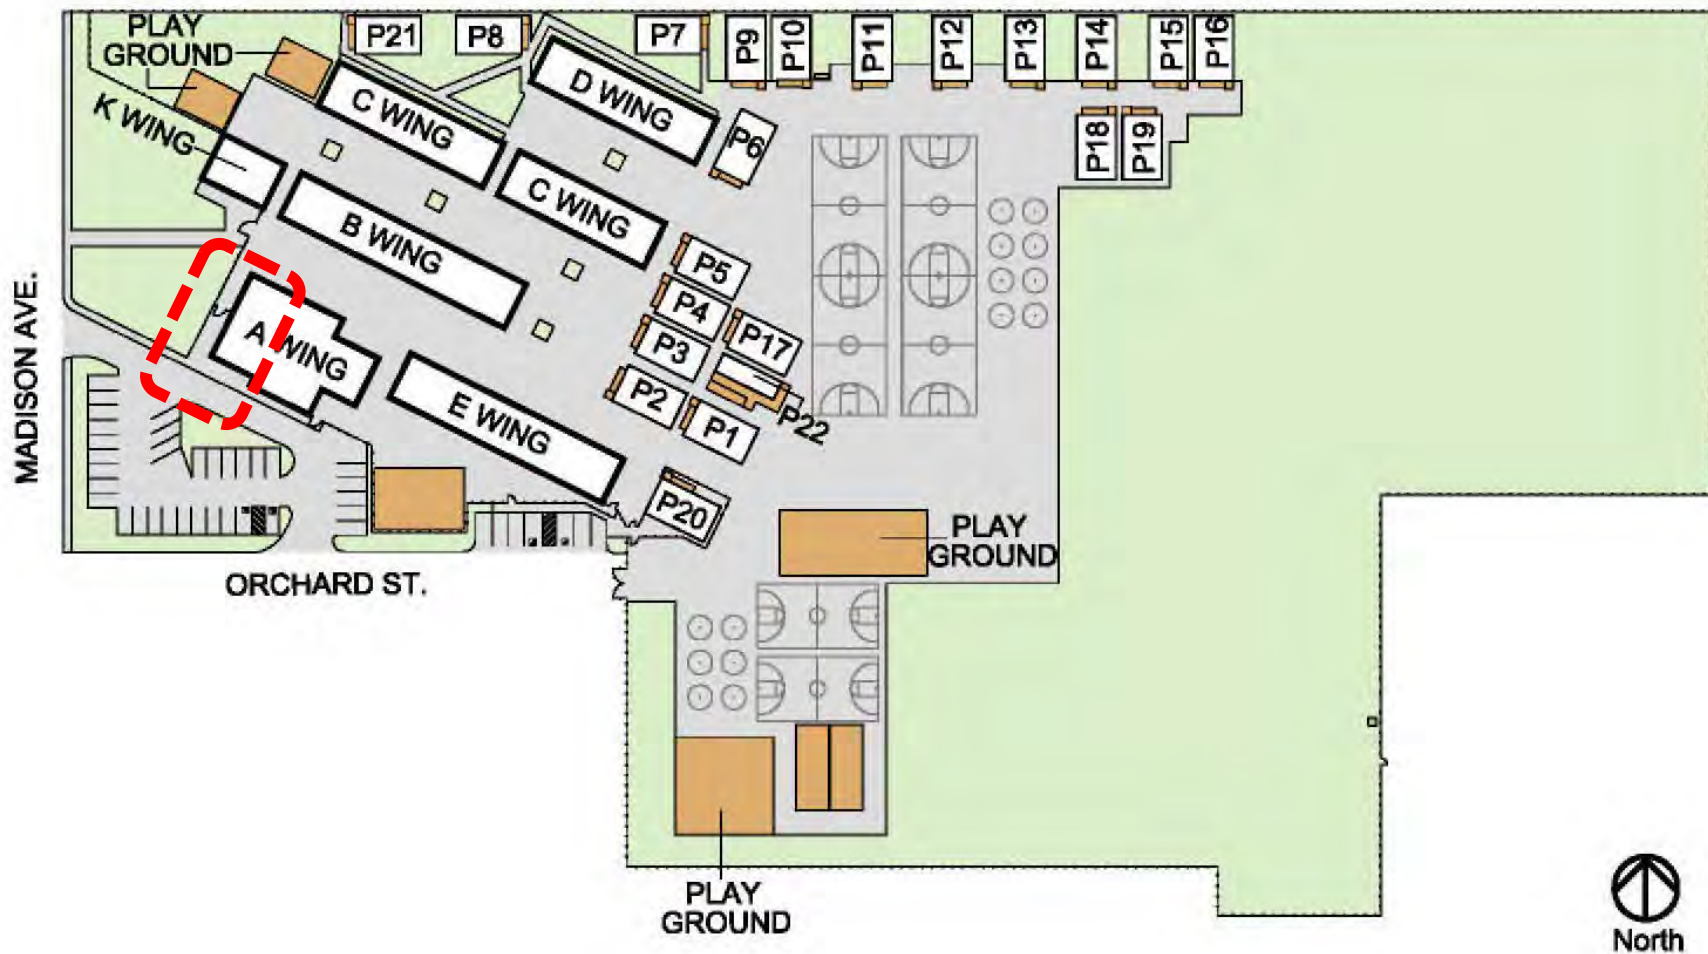 PLAY
GROUND
P21
P8
P7
P9
P10
P11
P12
P13
P14
P15
P16
K WING
C WING
D WING
P6
P18
P19
C WING
B WING
P5
P4
P17
P3
A WING
P2
P22
P1
E WING
P20
MADISON AVE.
ORCHARD ST.
PLAY
GROUND
PLAY
GROUND
North